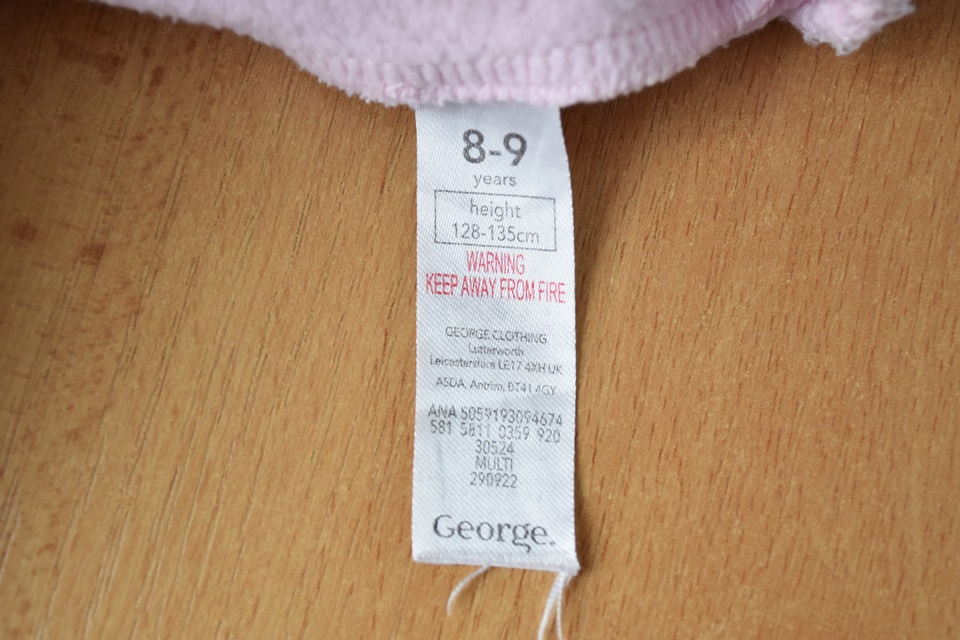 8-9
years
height
128-135cm
WARNING
KEEP AWAY FROM FIRE
GEORGE CLOTHING
Lutterworth
Leicestershire LE17 4XH UK
ASDA, Antrim, BT41 4GY
ANA 5059193094674
581 5811 0359 920
30524
MULTI
290922
George.